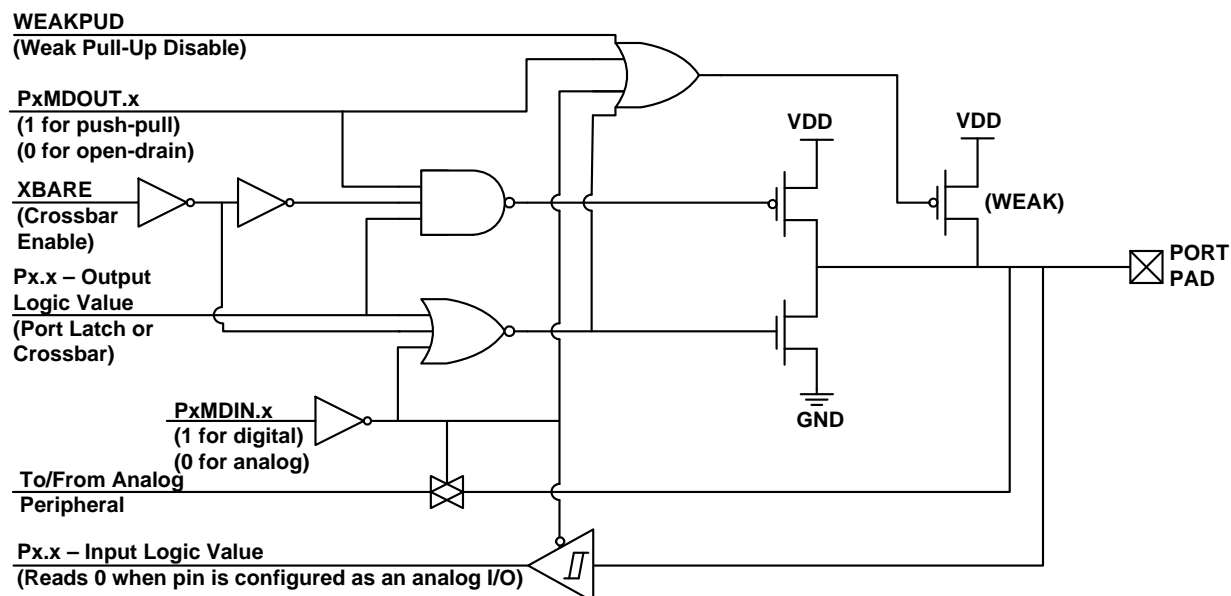 WEAKPUD
(Weak Pull-Up Disable)
PxMDOUT.x
(1 for push-pull)
(0 for open-drain)
XBARE
(Crossbar
Enable)
Px.x – Output
Logic Value
(Port Latch or
Crossbar)
PxMDIN.x
(1 for digital)
(0 for analog)
To/From Analog
Peripheral
Px.x – Input Logic Value
(Reads 0 when pin is configured as an analog I/O)
VDD
VDD
(WEAK)
GND
PORT
PAD